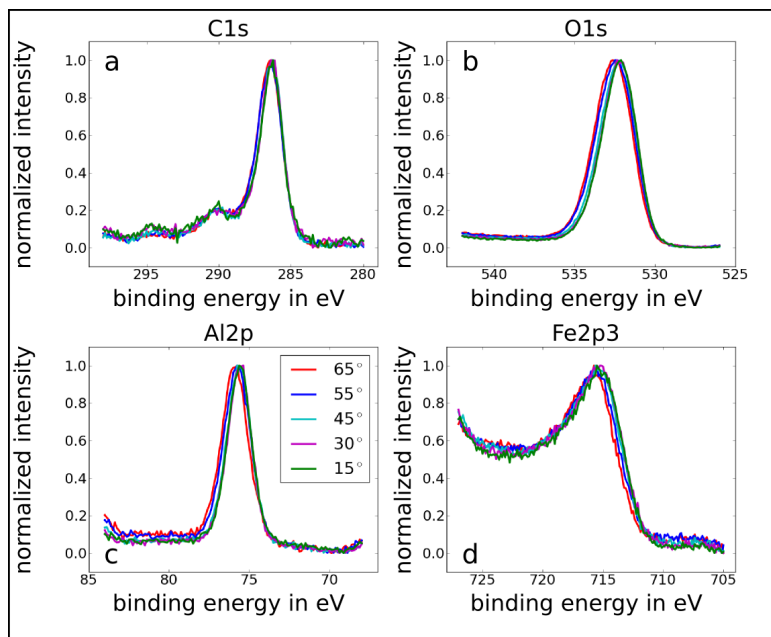 C1s
a
normalized intensity
1.0
0.8
0.6
0.4
0.2
0.0
295
290
285
280
binding energy in eV
O1s
b
normalized intensity
1.0
0.8
0.6
0.4
0.2
0.0
540
535
530
525
binding energy in eV
Al2p
c
normalized intensity
1.0
0.8
0.6
0.4
0.2
0.0
65°
55°
45°
30°
15°
85
80
75
70
binding energy in eV
Fe2p3
d
normalized intensity
1.0
0.8
0.6
0.4
0.2
0.0
725
720
715
710
705
binding energy in eV